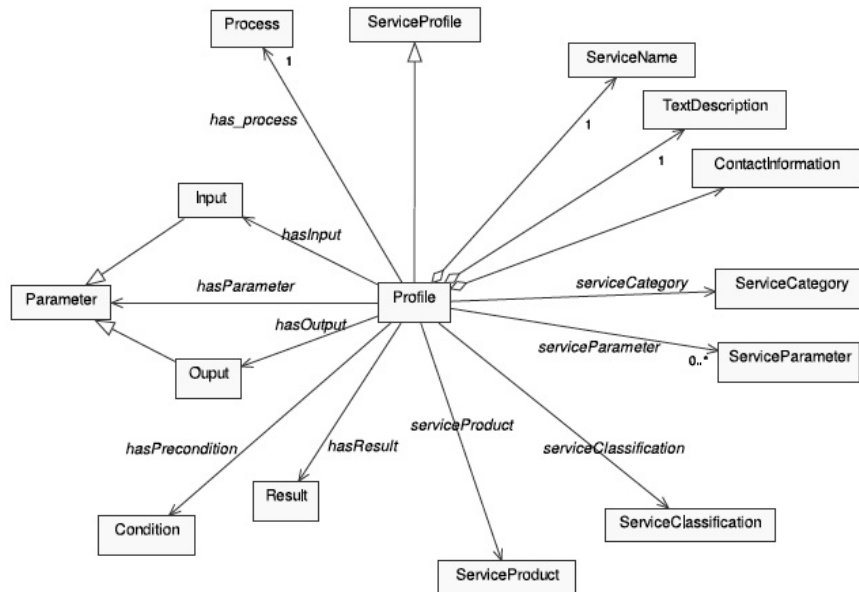 Process
ServiceProfile
1
ServiceName
has_process
1
TextDescription
1
ContactInformation
Input
hasInput
Parameter
hasParameter
Profile
serviceCategory
ServiceCategory
hasOutput
serviceParameter
0..*
ServiceParameter
Ouput
hasPrecondition
hasResult
serviceProduct
serviceClassification
Condition
Result
ServiceClassification
ServiceProduct